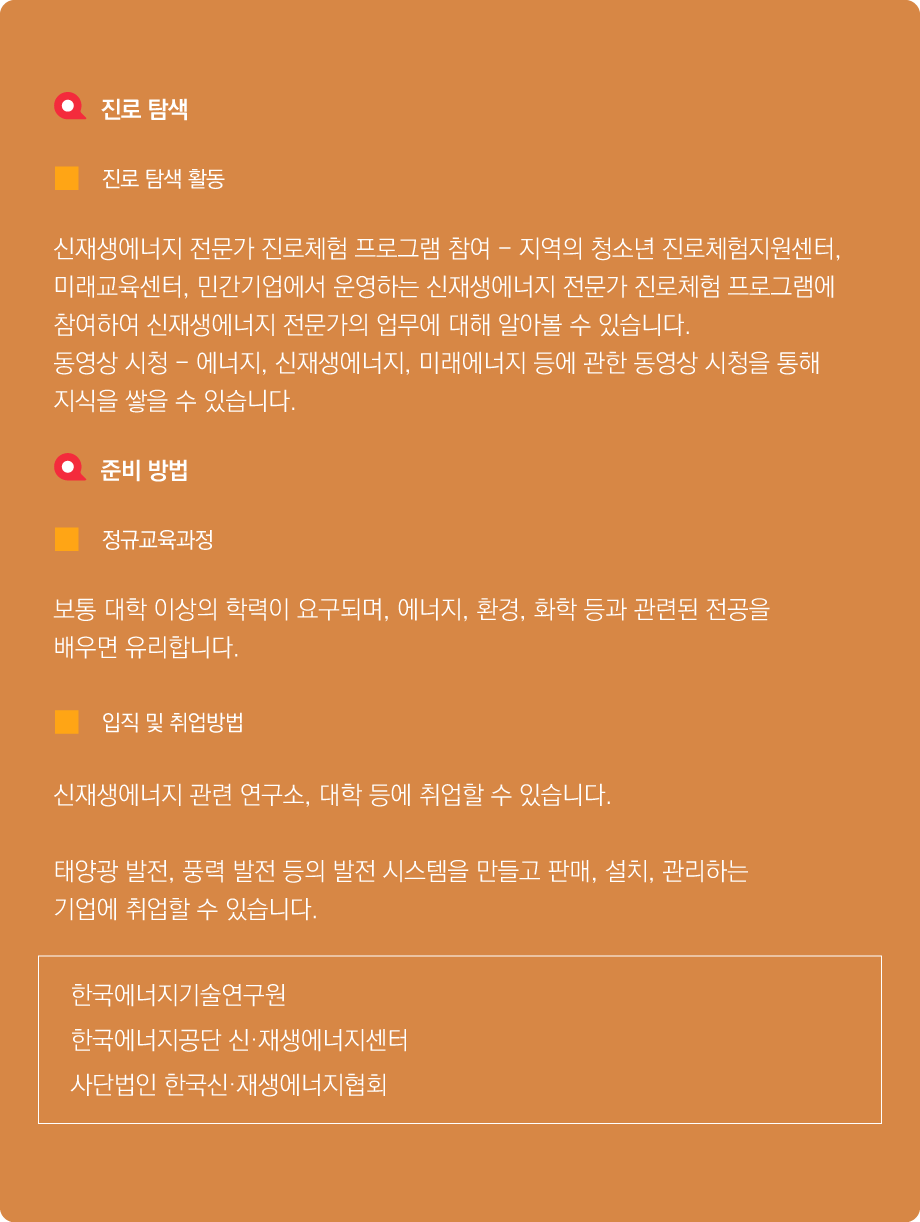 진로 탐색
진로 탐색 활동
신재생에너지 전문가 진로체험 프로그램 참여 – 지역의 청소년 진로체험지원센터,
미래교육센터, 민간기업에서 운영하는 신재생에너지 전문가 진로체험 프로그램에
참여하여 신재생에너지 전문가의 업무에 대해 알아볼 수 있습니다.
동영상 시청 – 에너지, 신재생에너지, 미래에너지 등에 관한 동영상 시청을 통해
지식을 쌓을 수 있습니다.
준비 방법
정규교육과정
보통 대학 이상의 학력이 요구되며, 에너지, 환경, 화학 등과 관련된 전공을
배우면 유리합니다.
입직 및 취업방법
신재생에너지 관련 연구소, 대학 등에 취업할 수 있습니다.
태양광 발전, 풍력 발전 등의 발전 시스템을 만들고 판매, 설치, 관리하는
기업에 취업할 수 있습니다.
한국에너지기술연구원
한국에너지공단 신·재생에너지센터
사단법인 한국신·재생에너지협회